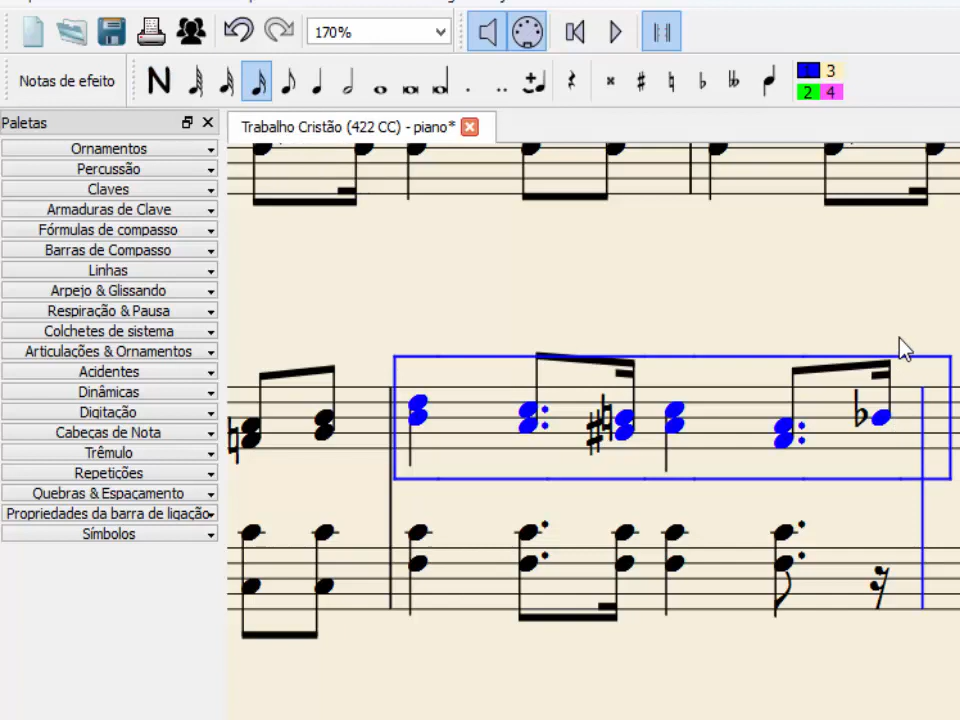 170%
Notas de efeito
N
1 3
2 4
Paletas
Trabalho Cristão (422 CC) - piano*
Ornamentos
Percussão
Claves
Armaduras de Clave
Fórmulas de compasso
Barras de Compasso
Linhas
Arpejo & Glissando
Respiração & Pausa
Colchetes de sistema
Articulações & Ornamentos
Acidentes
Dinâmicas
Digitação
Cabeças de Nota
Trêmulo
Repetições
Quebras & Espaçamento
Propriedades da barra de ligação
Símbolos